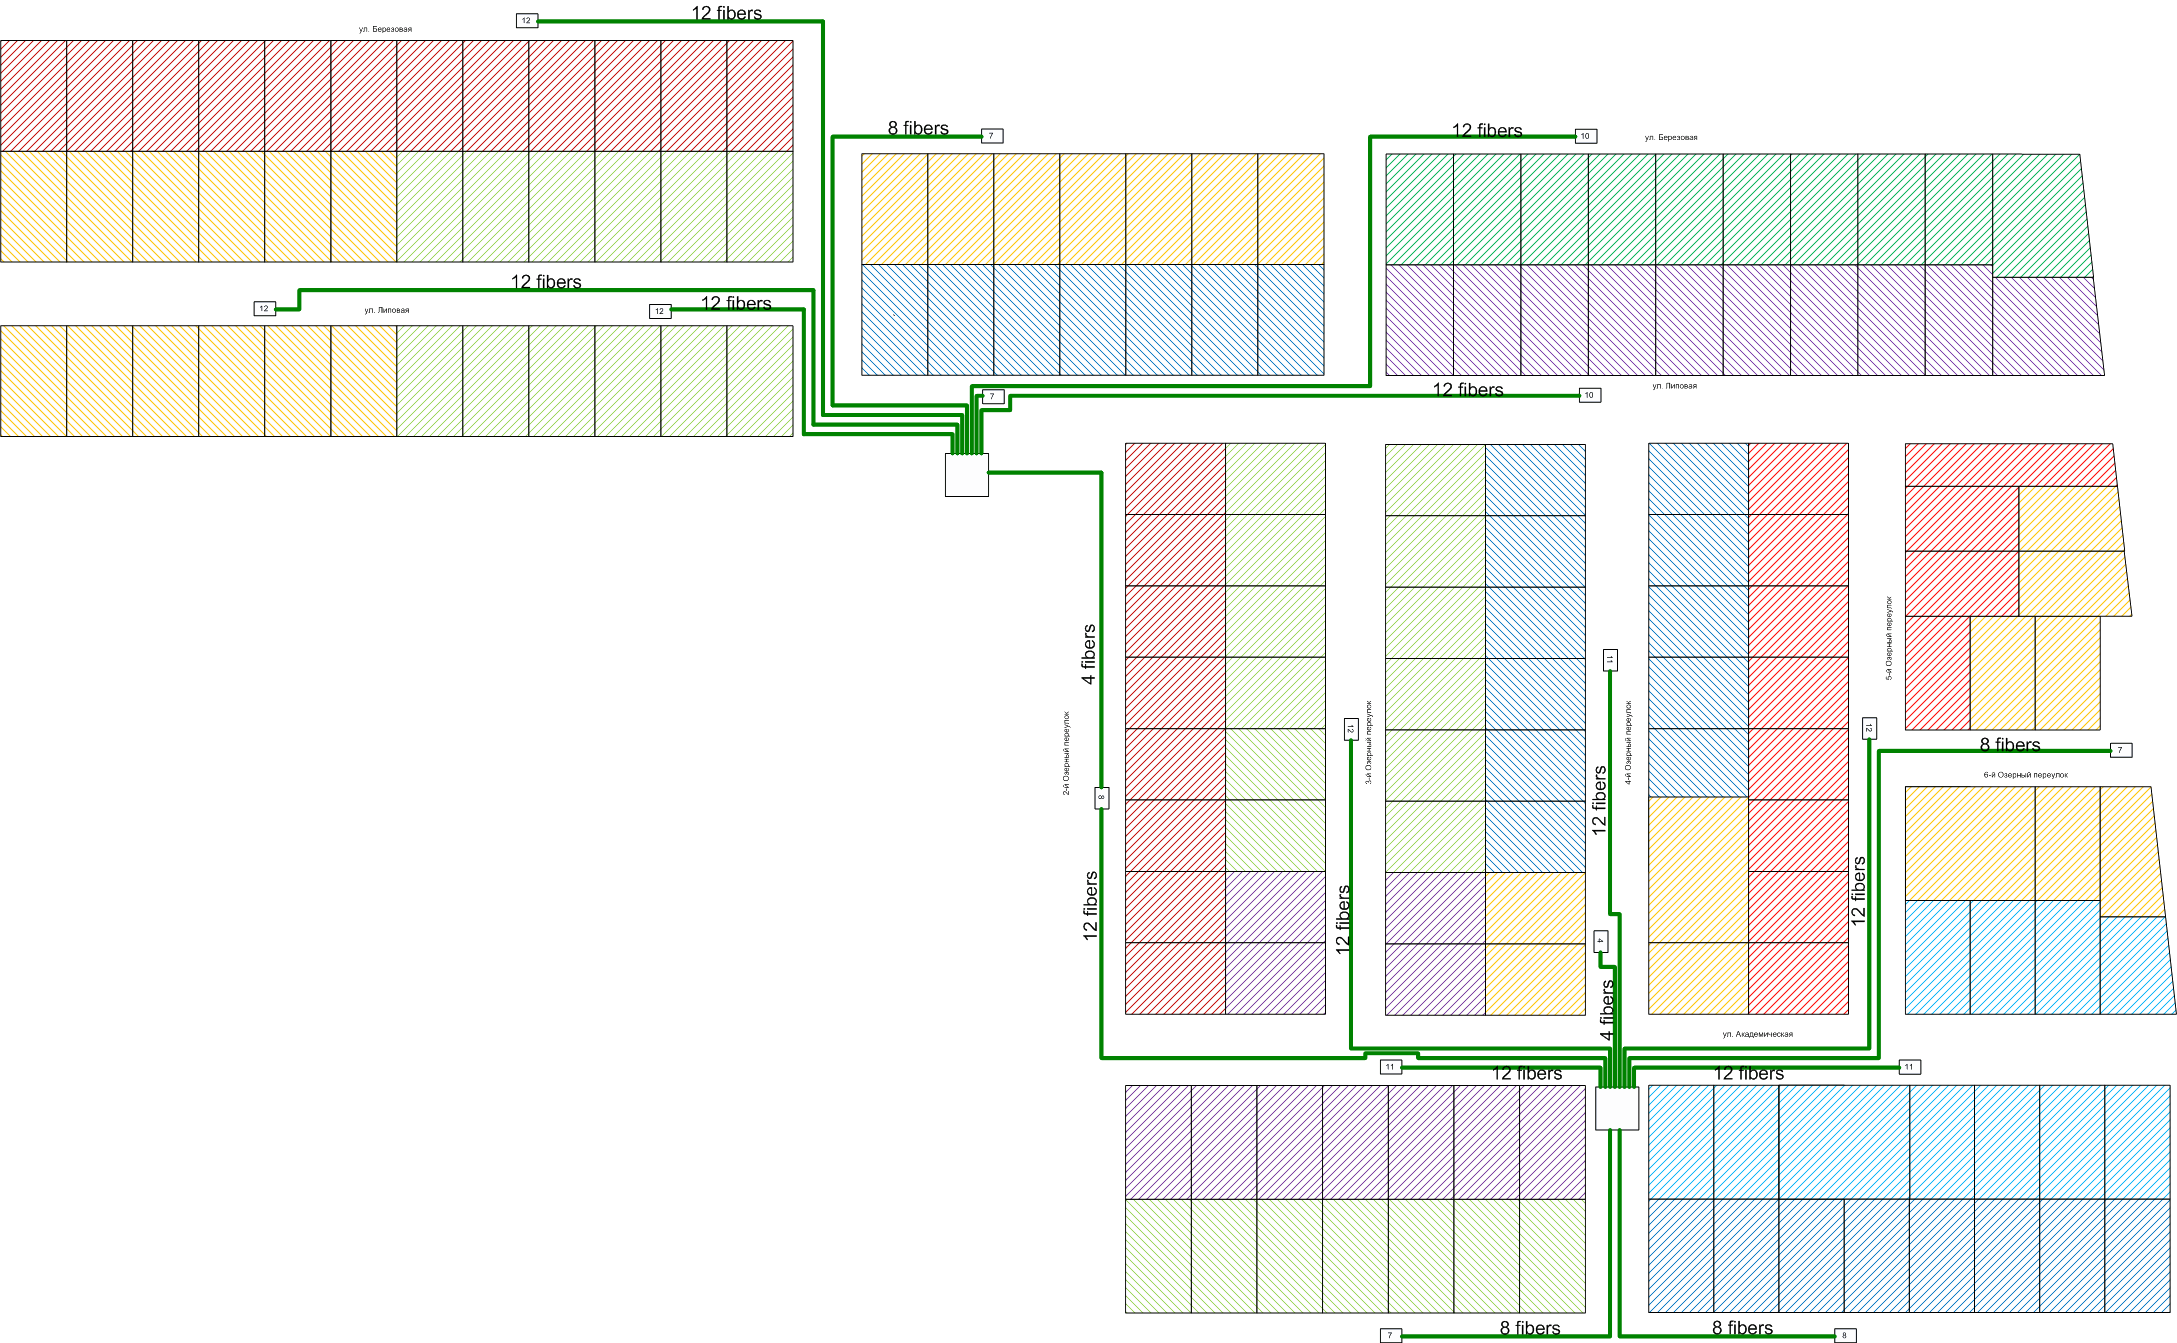 12
12 fibers
ул. Березовая
8 fibers
7
12 fibers
10
ул. Березовая
12 fibers
12
12 fibers
12
ул. Липовая
7
12 fibers
10
ул. Липовая
4 fibers
2-й Озерный переулок
8
12 fibers
12
3-й Озерный переулок
12 fibers
11
4-й Озерный переулок
12 fibers
4
4 fibers
5-й Озерный переулок
12
12 fibers
8 fibers
7
6-й Озерный переулок
ул. Академическая
11
12 fibers
12 fibers
11
7
8 fibers
8 fibers
8